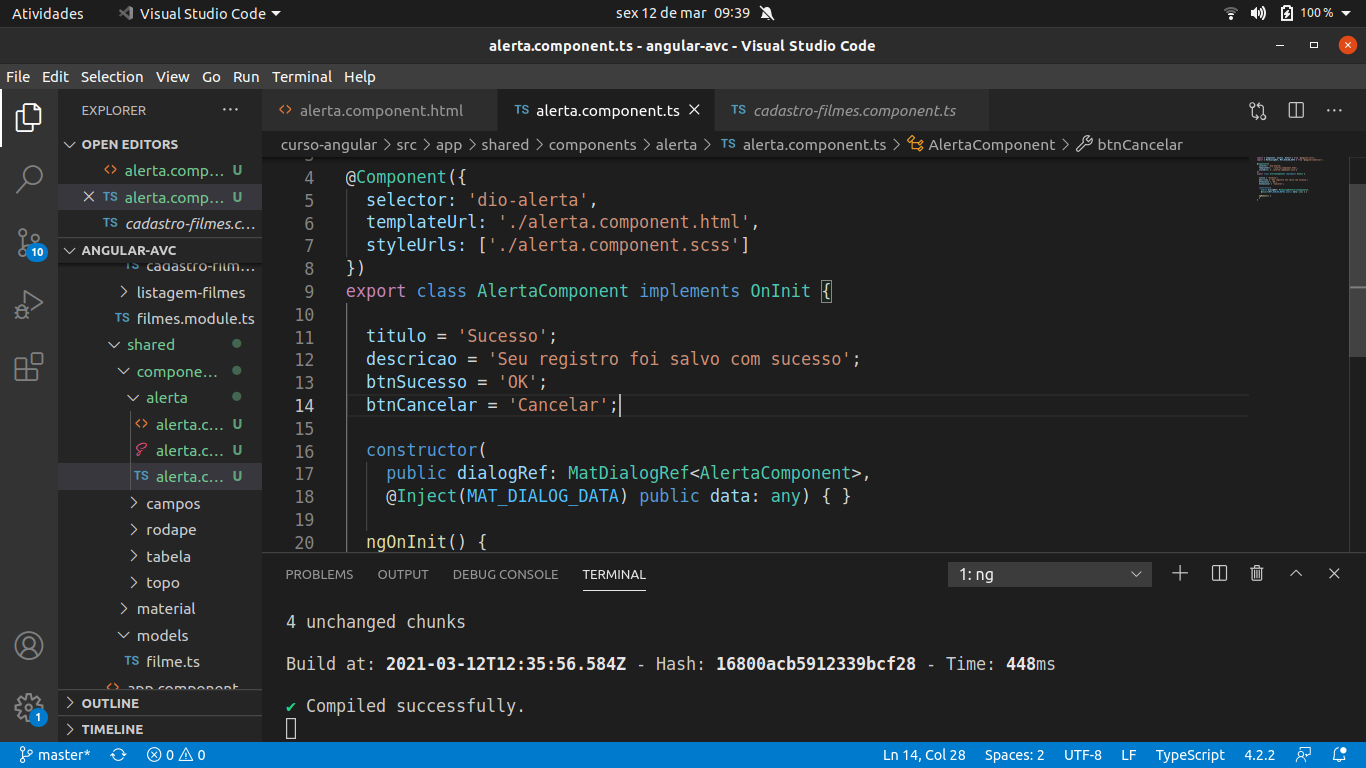 Atividades
Visual Studio Code
sex 12 de mar 09:39
100 %
alerta.component.ts - angular-avc - Visual Studio Code
File Edit Selection View Go Run Terminal Help
EXPLORER
OPEN EDITORS
alerta.comp... U
alerta.comp... U
cadastro-filmes.c...
ANGULAR-AVC
cadastro-film...
listagem-filmes
filmes.module.ts
shared
compone...
alerta
alerta.c... U
alerta.c... U
alerta.c... U
campos
rodape
tabela
topo
material
models
filme.ts
app.component
OUTLINE
TIMELINE
10
1
alerta.component.html
TS alerta.component.ts
TS cadastro-filmes.component.ts
curso-angular > src > app > shared > components > alerta > TS alerta.component.ts > AlertaComponent > btnCancelar
3
4 @Component({
5 selector: 'dio-alerta',
6 templateUrl: './alerta.component.html',
7 styleUrls: ['./alerta.component.scss']
8 })
9 export class AlertaComponent implements OnInit {
10
11 titulo = 'Sucesso';
12 descricao = 'Seu registro foi salvo com sucesso';
13 btnSucesso = 'OK';
14 btnCancelar = 'Cancelar';
15
16 constructor(
17 public dialogRef: MatDialogRef<AlertaComponent>,
18 @Inject(MAT_DIALOG_DATA) public data: any) { }
19
20 ngOnInit() {
PROBLEMS OUTPUT DEBUG CONSOLE TERMINAL
1: ng
4 unchanged chunks
Build at: 2021-03-12T12:35:56.584Z - Hash: 16800acb5912339bcf28 - Time: 448ms
✔ Compiled successfully.
master* 0 0
Ln 14, Col 28 Spaces: 2 UTF-8 LF TypeScript 4.2.2